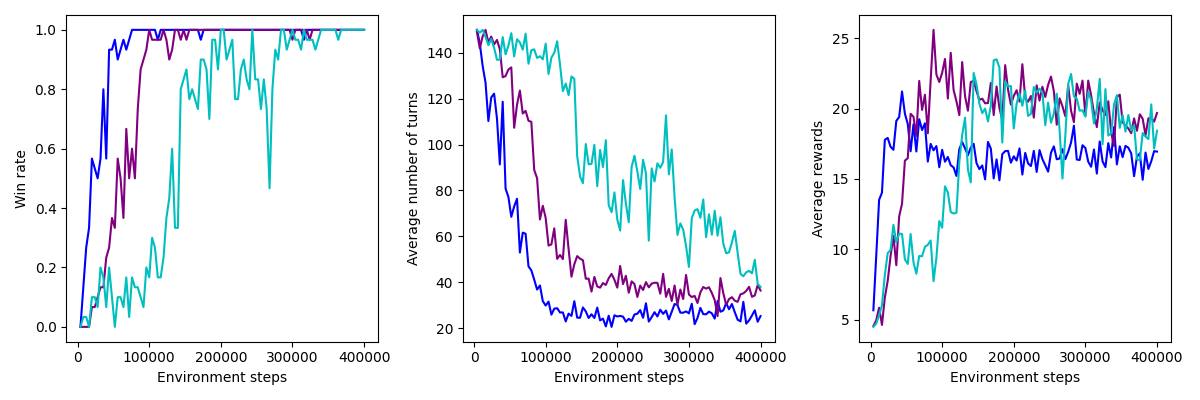 1.0
0.8
0.6
0.4
0.2
0.0
Win rate
0 100000 200000 300000 400000
Environment steps
140
120
100
80
60
40
20
Average number of turns
0 100000 200000 300000 400000
Environment steps
25
20
15
10
5
Average rewards
0 100000 200000 300000 400000
Environment steps